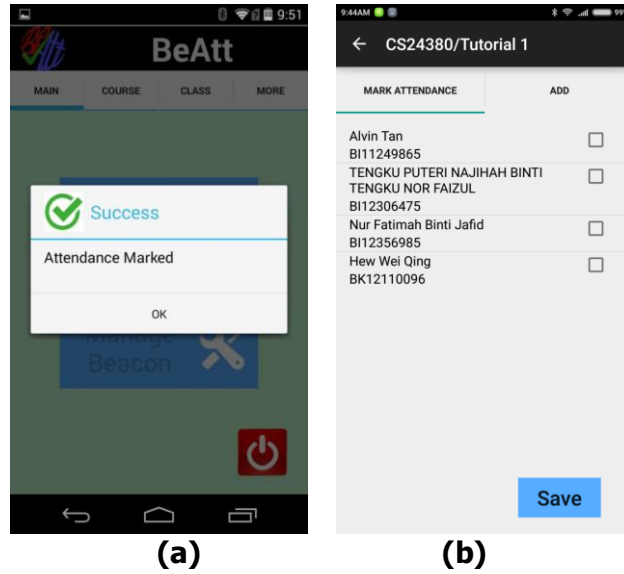 9:51
BeAtt
MAIN COURSE CLASS MORE
Success
Attendance Marked
OK
Manage
Beacon
(a)
9:44AM 99
CS24380/Tutorial 1
MARK ATTENDANCE ADD
Alvin Tan
BI11249865
TENGKU PUTERI NAJIHAH BINTI
TENGKU NOR FAIZUL
BI12306475
Nur Fatimah Binti Jafid
BI12356985
Hew Wei Qing
BK12110096
Save
(b)